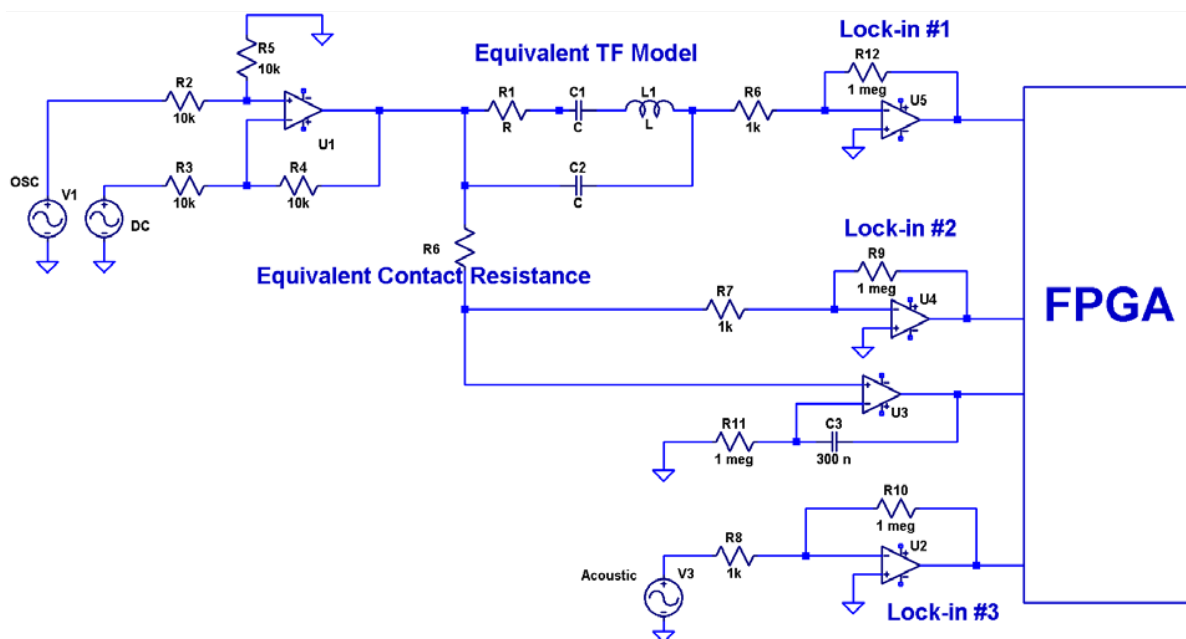 Lock-in #1
R5
10k
Equivalent TF Model
R12
1 meg
R2
10k
R1
R
C1
C
L1
L
R6
1k
U5
U1
OSC
V1
R3
10k
R4
10k
C2
C
DC
R6
Lock-in #2
R9
1 meg
Equivalent Contact Resistance
R7
1k
U4
FPGA
U3
R11
1 meg
C3
300 n
R10
1 meg
R8
1k
U2
Acoustic
V3
Lock-in #3